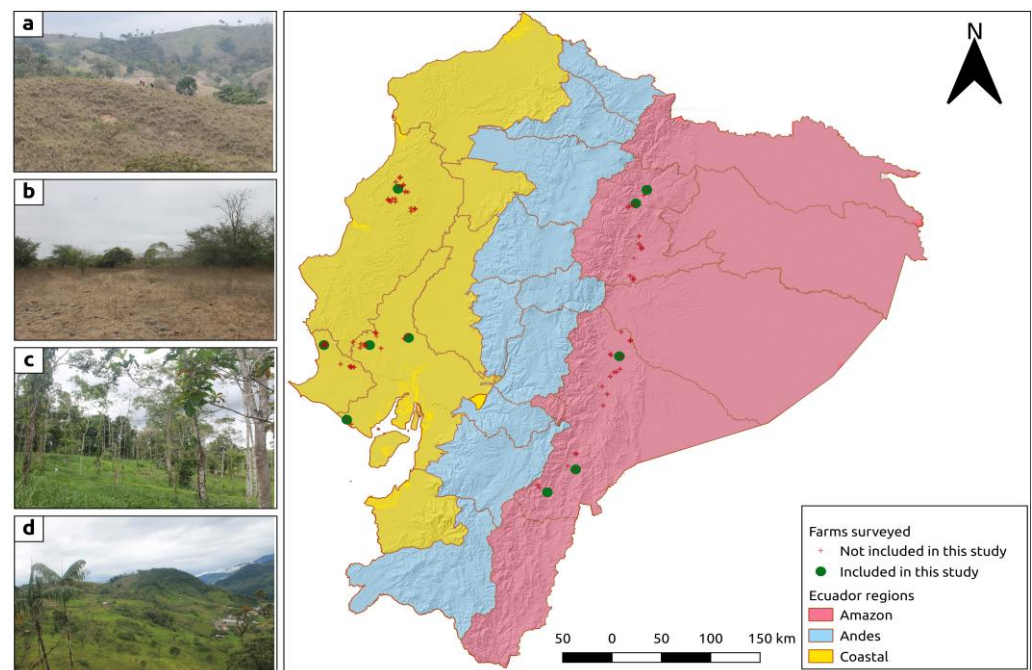 a
b
c
d
N
Farms surveyed
Not included in this study
Included in this study
Ecuador regions
Amazon
Andes
Coastal
50 0 50 100 150 km